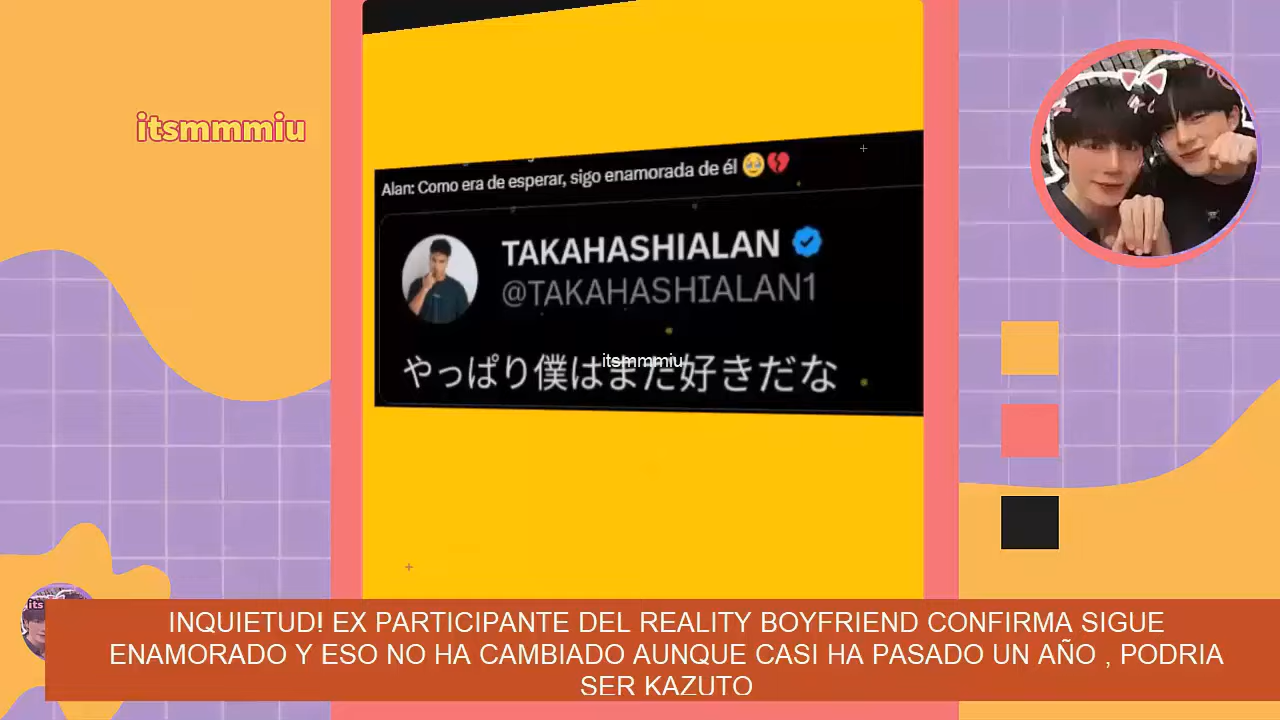 itsmmmiu
Alan: Como era de esperar, sigo enamorada de él 🥹💔
TAKAHASHIALAN
@TAKAHASHIALAN1
itsmmmiu
やっぱり僕はまだ好きだな
its
INQUIETUD! EX PARTICIPANTE DEL REALITY BOYFRIEND CONFIRMA SIGUE
ENAMORADO Y ESO NO HA CAMBIADO AUNQUE CASI HA PASADO UN AÑO , PODRIA
SER KAZUTO